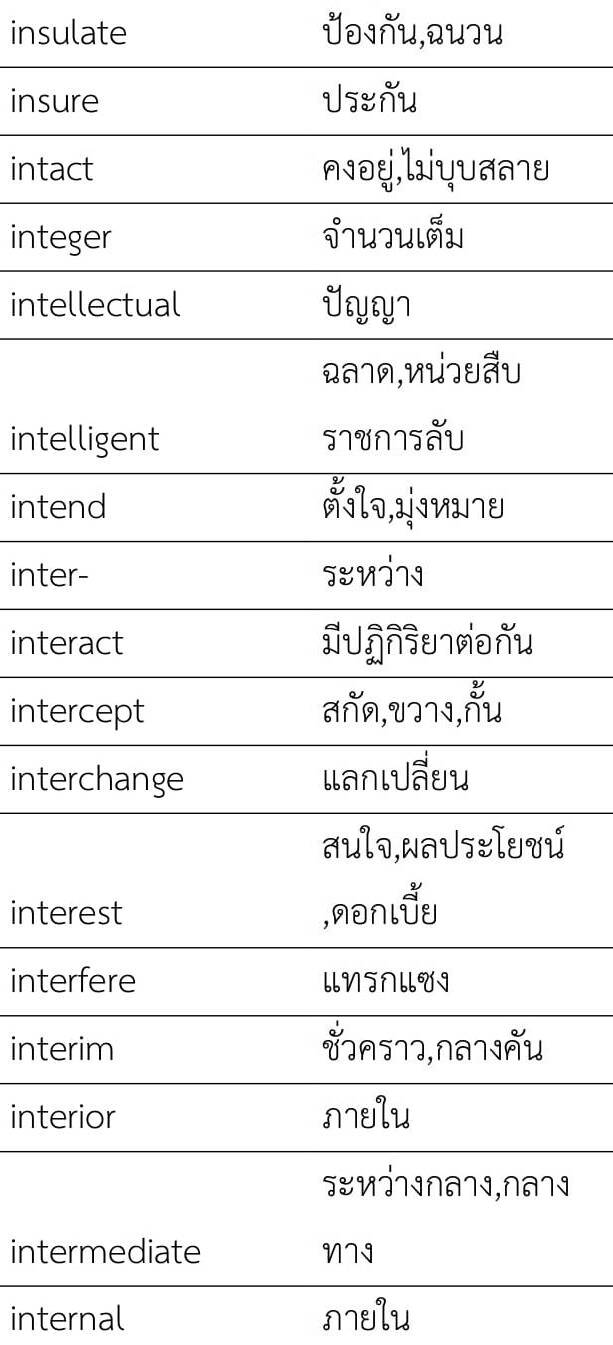 insulate ป้องกัน,ฉนวน
insure ประกัน
intact คงอยู่,ไม่บุบสลาย
integer จำนวนเต็ม
intellectual ปัญญา
ฉลาด,หน่วยสืบ
intelligent ราชการลับ
intend ตั้งใจ,มุ่งหมาย
inter- ระหว่าง
interact มีปฏิกิริยาต่อกัน
intercept สกัด,ขวาง,กั้น
interchange แลกเปลี่ยน
สนใจ,ผลประโยชน์
interest ,ดอกเบี้ย
interfere แทรกแซง
interim ชั่วคราว,กลางคัน
interior ภายใน
ระหว่างกลาง,กลาง
intermediate ทาง
internal ภายใน